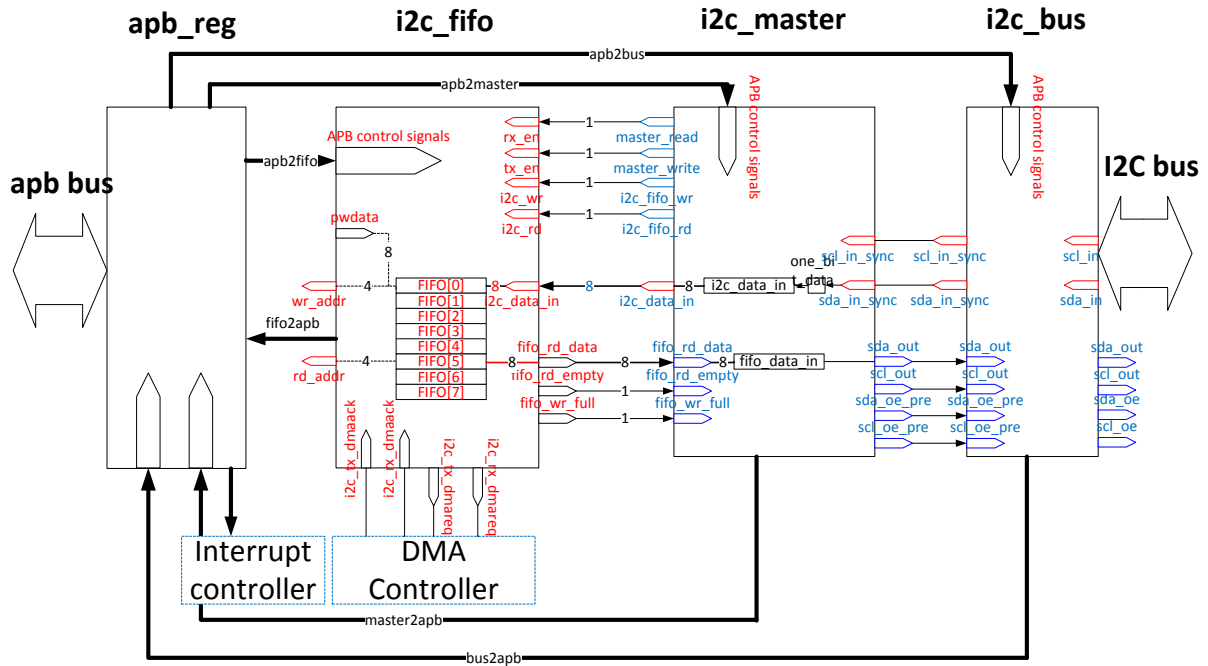 apb_reg
i2c_fifo
i2c_master
i2c_bus
apb2bus
apb2master
APB control signals
rx_en
1
master_read
tx_en
1
master_write
i2c_wr
1
i2c_fifo_wr
i2c_rd
1
i2c_fifo_rd
APB control signals
APB control signals
apb2fifo
apb bus
I2C bus
pwdata
8
scl_in_sync
scl_in_sync
scl_in
wr_addr
4
FIFO[0]
FIFO[1]
FIFO[2]
FIFO[3]
FIFO[4]
FIFO[5]
FIFO[6]
FIFO[7]
8
i2c_data_in
8
i2c_data_in
8
i2c_data_in
one_bi
t_data
sda_in_sync
sda_in_sync
sda_in
fifo2apb
rd_addr
4
8
fifo_rd_data
8
fifo_rd_data
8
fifo_data_in
sda_out
sda_out
sda_out
fifo_rd_empty
1
fifo_rd_empty
scl_out
scl_out
scl_out
fifo_wr_full
1
fifo_wr_full
sda_oe_pre
sda_oe_pre
sda_oe
scl_oe_pre
scl_oe_pre
scl_oe
i2c_tx_dmaack
i2c_rx_dmaack
i2c_tx_dmareq
i2c_rx_dmareq
Interrupt
controller
DMA
Controller
master2apb
bus2apb